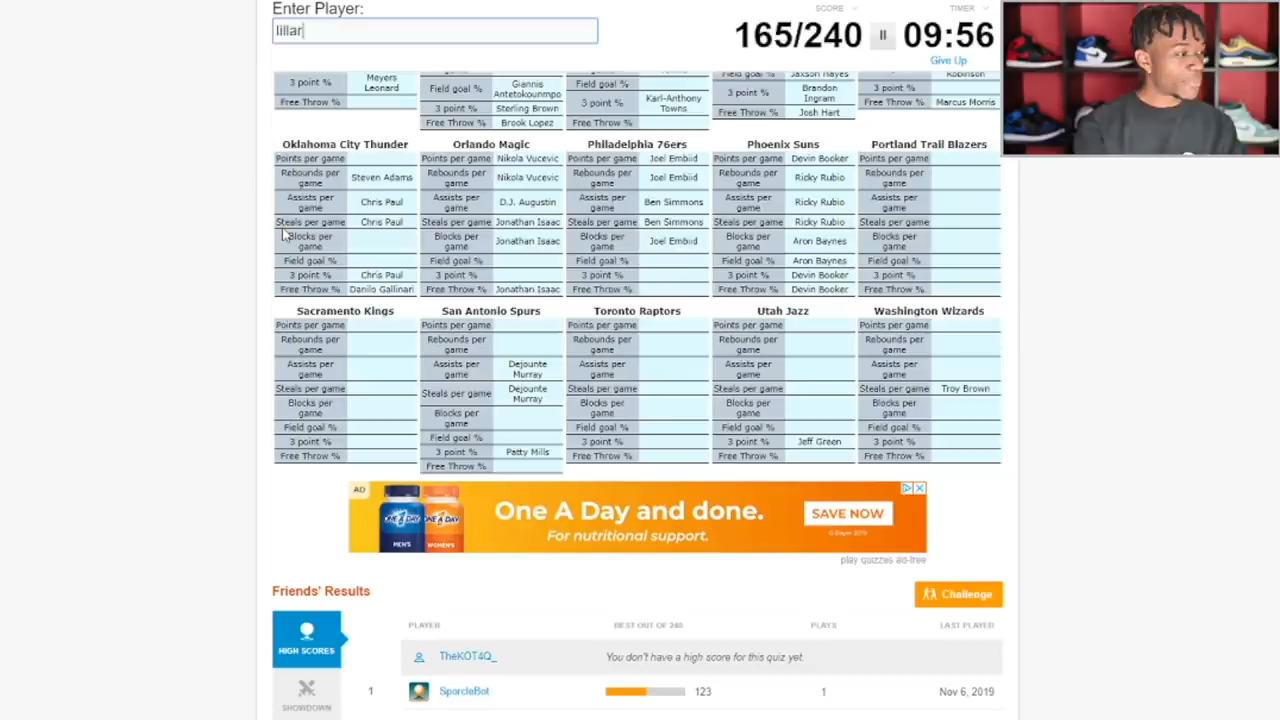 Enter Player:
lillar
SCORE
TIMER
165/240
09:56
Give Up
3 point % Meyers Leonard
Free Throw %
Field goal % Giannis Antetokounmpo
3 point % Sterling Brown
Free Throw % Brook Lopez
Field goal %
3 point % Karl-Anthony Towns
Free Throw %
Field goal % Jaxson Hayes
3 point % Brandon Ingram
Free Throw % Josh Hart
Robinson
3 point %
Free Throw % Marcus Morris
Oklahoma City Thunder
Points per game
Rebounds per game Steven Adams
Assists per game Chris Paul
Steals per game Chris Paul
Blocks per game
Field goal %
3 point % Chris Paul
Free Throw % Danilo Gallinari
Orlando Magic
Points per game Nikola Vucevic
Rebounds per game Nikola Vucevic
Assists per game D.J. Augustin
Steals per game Jonathan Isaac
Blocks per game Jonathan Isaac
Field goal %
3 point %
Free Throw % Jonathan Isaac
Philadelphia 76ers
Points per game Joel Embiid
Rebounds per game Joel Embiid
Assists per game Ben Simmons
Steals per game Ben Simmons
Blocks per game Joel Embiid
Field goal %
3 point %
Free Throw %
Phoenix Suns
Points per game Devin Booker
Rebounds per game Ricky Rubio
Assists per game Ricky Rubio
Steals per game Ricky Rubio
Blocks per game Aron Baynes
Field goal % Aron Baynes
3 point % Devin Booker
Free Throw % Devin Booker
Portland Trail Blazers
Points per game
Rebounds per game
Assists per game
Steals per game
Blocks per game
Field goal %
3 point %
Free Throw %
Sacramento Kings
Points per game
Rebounds per game
Assists per game
Steals per game
Blocks per game
Field goal %
3 point %
Free Throw %
San Antonio Spurs
Points per game
Rebounds per game
Assists per game Dejounte Murray
Steals per game Dejounte Murray
Blocks per game
Field goal %
3 point % Patty Mills
Free Throw %
Toronto Raptors
Points per game
Rebounds per game
Assists per game
Steals per game
Blocks per game
Field goal %
3 point %
Free Throw %
Utah Jazz
Points per game
Rebounds per game
Assists per game
Steals per game
Blocks per game
Field goal %
3 point % Jeff Green
Free Throw %
Washington Wizards
Points per game
Rebounds per game
Assists per game
Steals per game Troy Brown
Blocks per game
Field goal %
3 point %
Free Throw %
AD
ONE A DAY
MEN'S
ONE A DAY
WOMEN'S
One A Day and done.
For nutritional support.
SAVE NOW
© Bayer 2019
play quizzes ad-free
Friends' Results
Challenge
HIGH SCORES
SHOWDOWN
PLAYER BEST OUT OF 240 PLAYS LAST PLAYED
TheKOT4Q_ You don't have a high score for this quiz yet.
1 SporcleBot 123 1 Nov 6, 2019